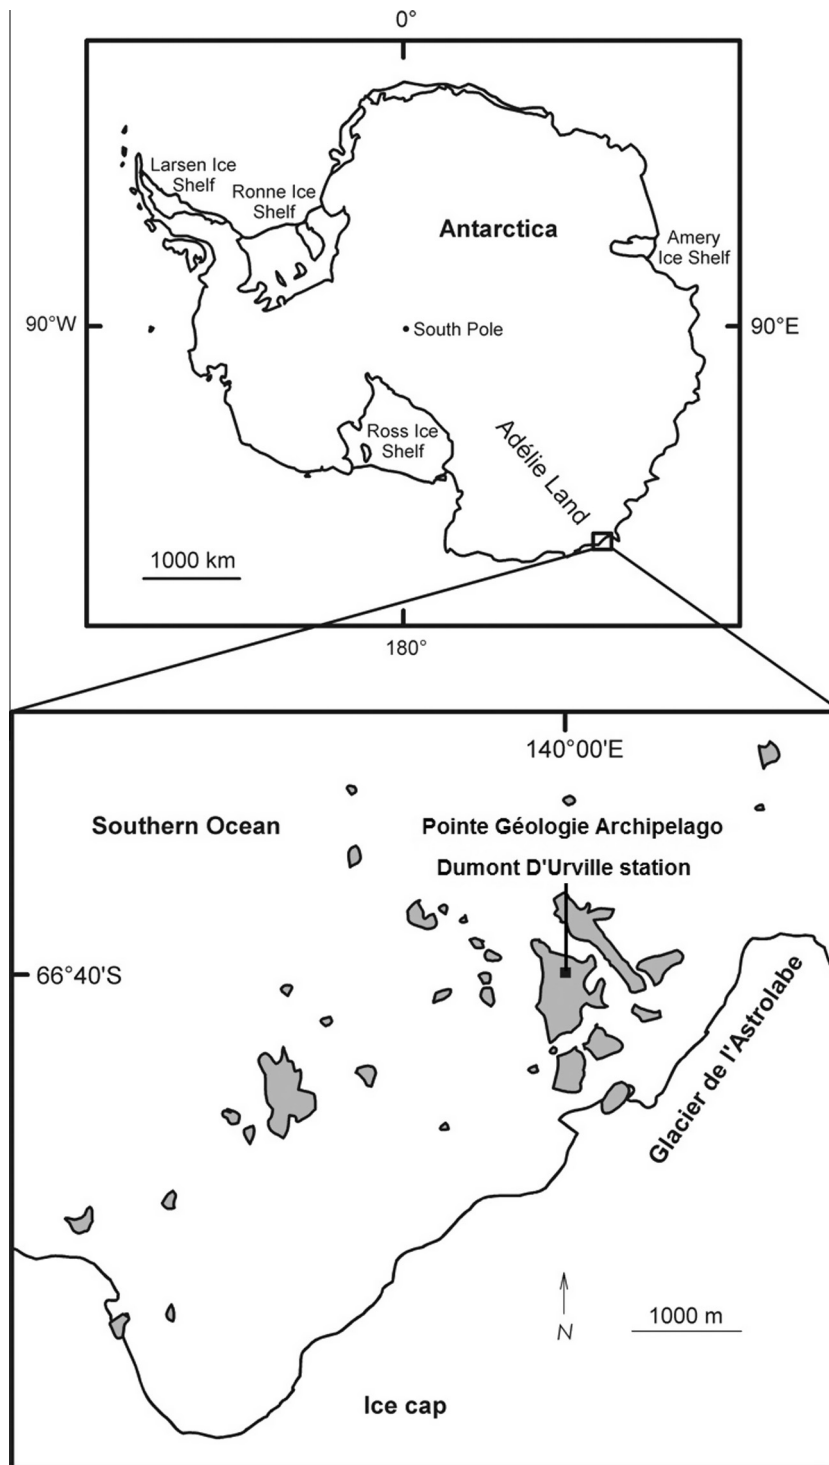 0°
Larsen Ice
Shelf
Ronne Ice
Shelf
Antarctica
Amery
Ice Shelf
90°W
South Pole
90°E
Ross Ice
Shelf
Adélie Land
1000 km
180°
140°00'E
Southern Ocean
Pointe Géologie Archipelago
Dumont D'Urville station
66°40'S
Glacier de l'Astrolabe
N
1000 m
Ice cap